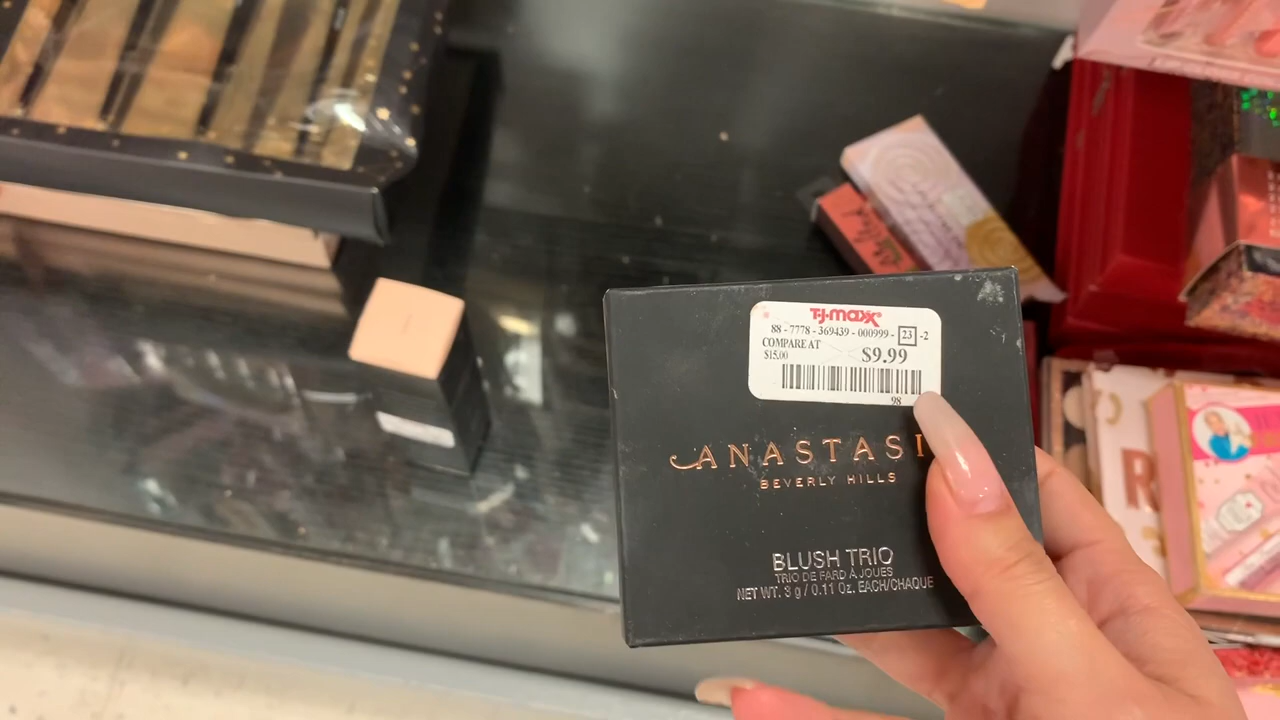 T·J·maxx
88 - 7778 - 369439 - 000999 - 23 -2
COMPARE AT
$15.00
$9.99
98
ANASTASI
BEVERLY HILLS
BLUSH TRIO
TRIO DE FARD À JOUES
NET WT. 3 g / 0.11 Oz. EACH/CHAQUE
R